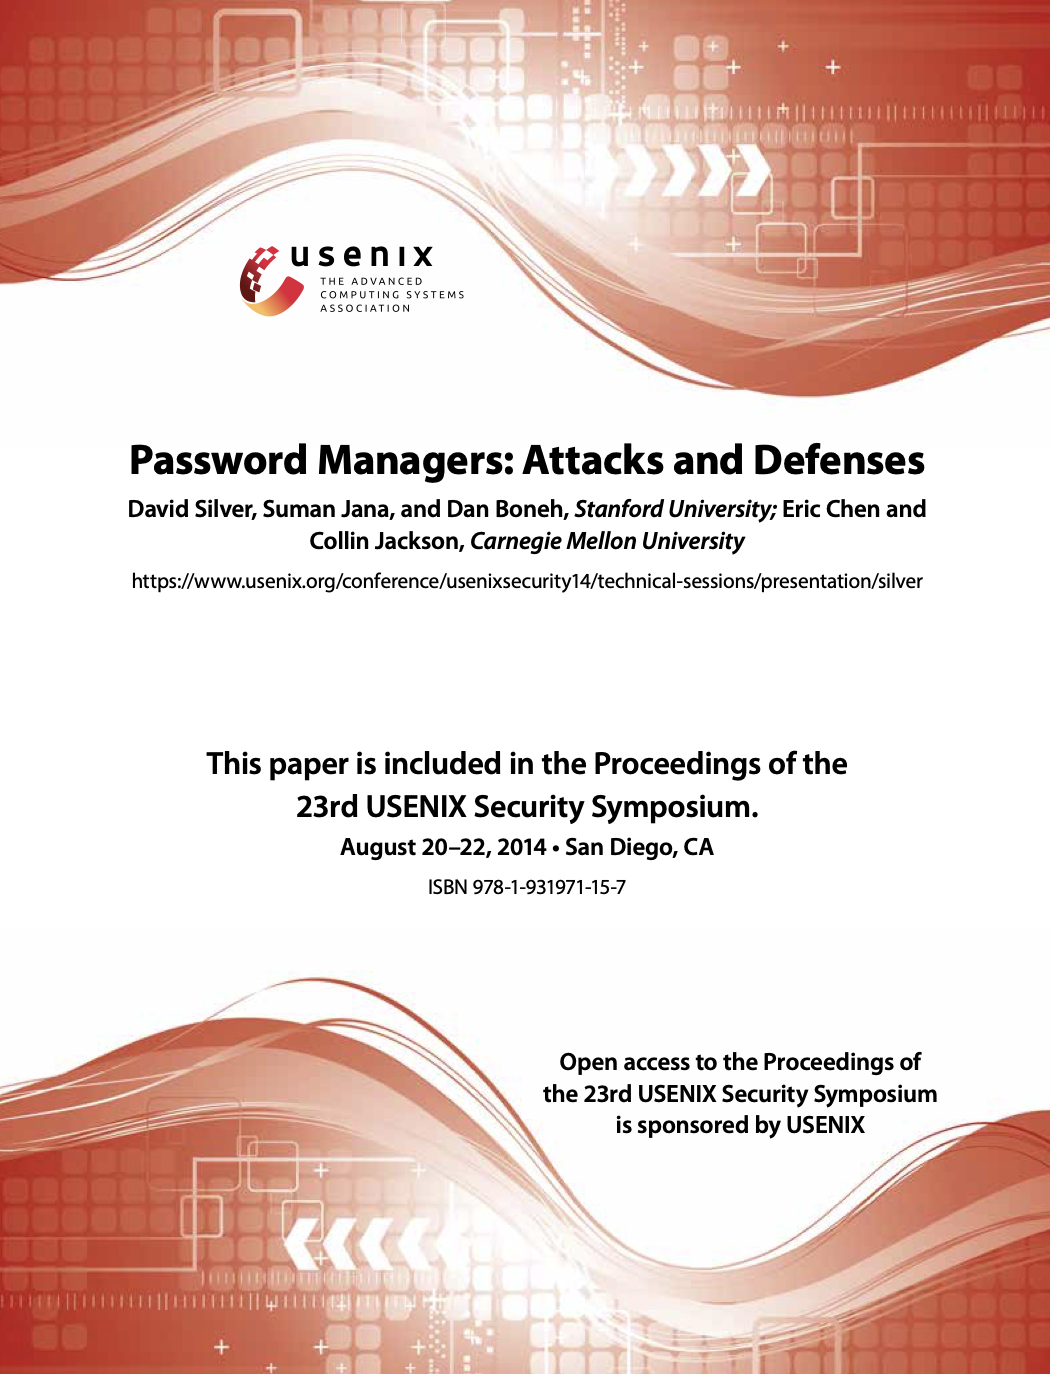 usenix
THE ADVANCED
COMPUTING SYSTEMS
ASSOCIATION
Password Managers: Attacks and Defenses
David Silver, Suman Jana, and Dan Boneh, Stanford University; Eric Chen and
Collin Jackson, Carnegie Mellon University
https://www.usenix.org/conference/usenixsecurity14/technical-sessions/presentation/silver
This paper is included in the Proceedings of the
23rd USENIX Security Symposium.
August 20–22, 2014 • San Diego, CA
ISBN 978-1-931971-15-7
Open access to the Proceedings of
the 23rd USENIX Security Symposium
is sponsored by USENIX